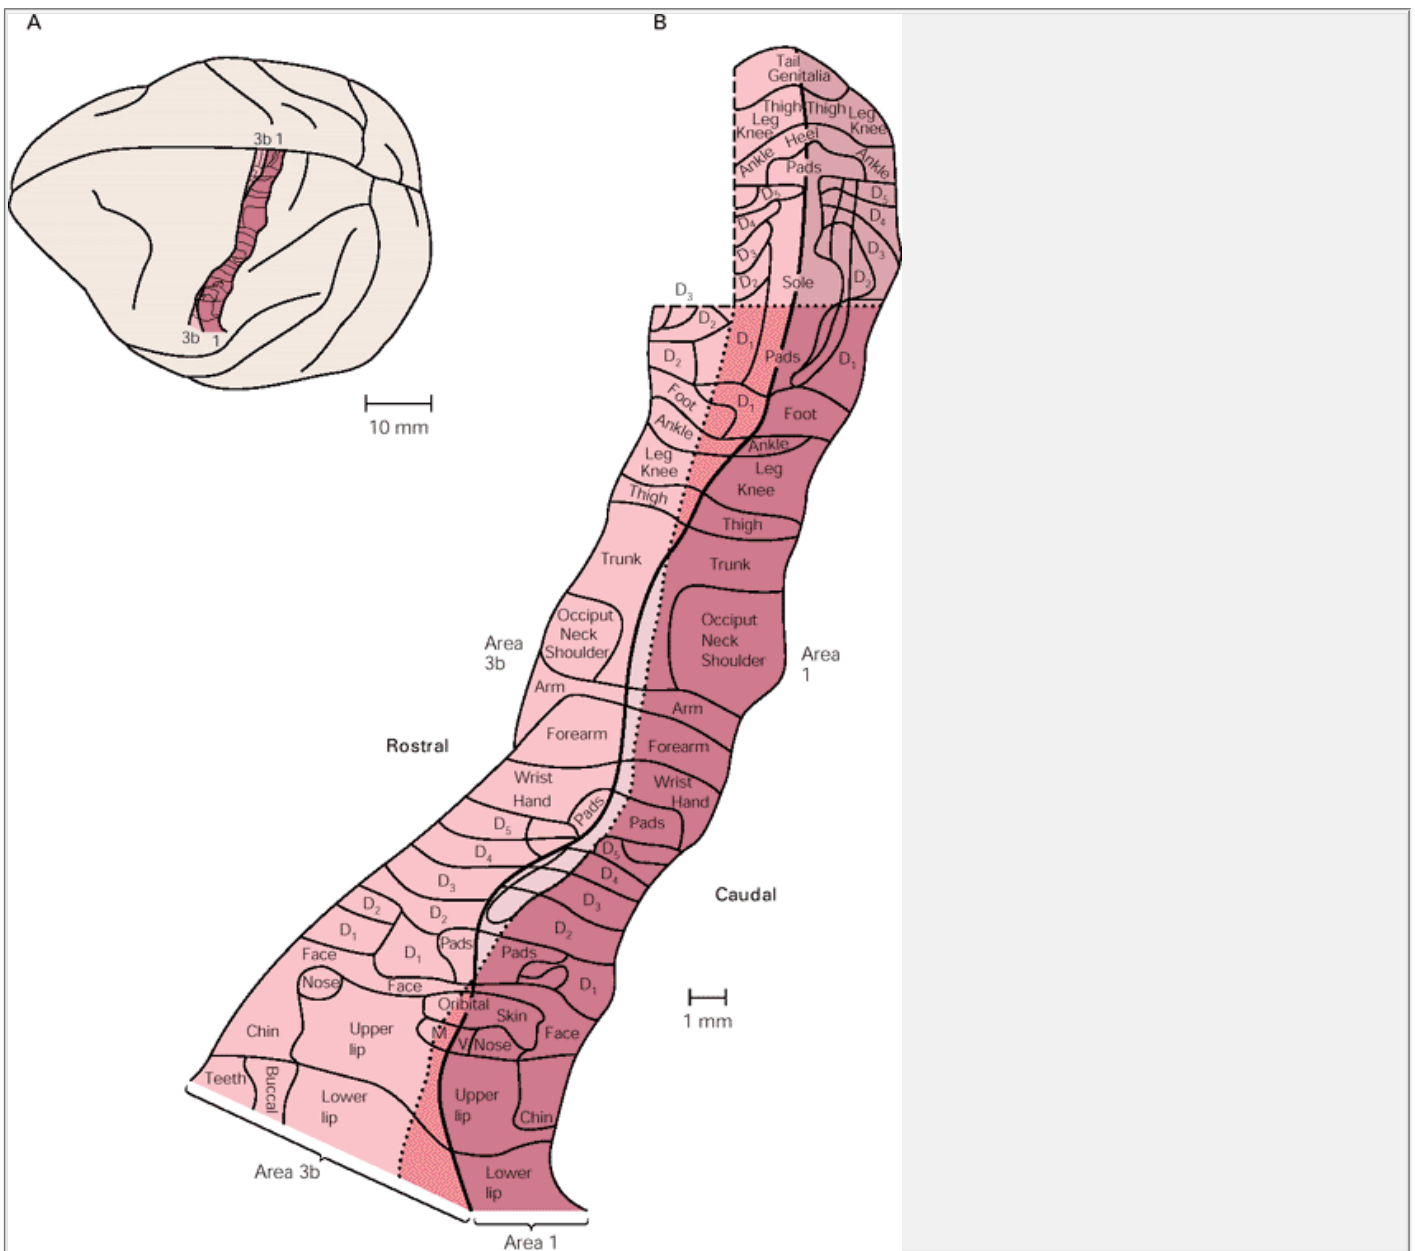 A
3b 1
3b 1
10 mm
B
Tail
Genitalia
Thigh Thigh
Leg Leg
Knee Knee
Heel
Ankle Ankle
Pads
D5 D5
D4 D4
D3 D3
D2 D2
Sole
D3
D2
D1
D2
Pads
D1
Foot
D1
Foot
Ankle
Ankle
Leg
Knee
Leg
Knee
Thigh
Thigh
Trunk
Trunk
Occiput
Neck
Shoulder
Occiput
Neck
Shoulder
Area
3b
Area
1
Arm
Arm
Rostral
Forearm
Forearm
Wrist
Hand
Wrist
Hand
Pads
Pads
D5
D5
D4
D4
D3
D3
Caudal
D2
D2
D2
D1
D1
Pads
Pads
D1
Face
Nose
Face
Oribital
Skin
1 mm
Chin
Upper
lip
M
V
Nose
Face
Teeth
Buccal
Lower
lip
Upper
lip
Chin
Area 3b
Lower
lip
Area 1